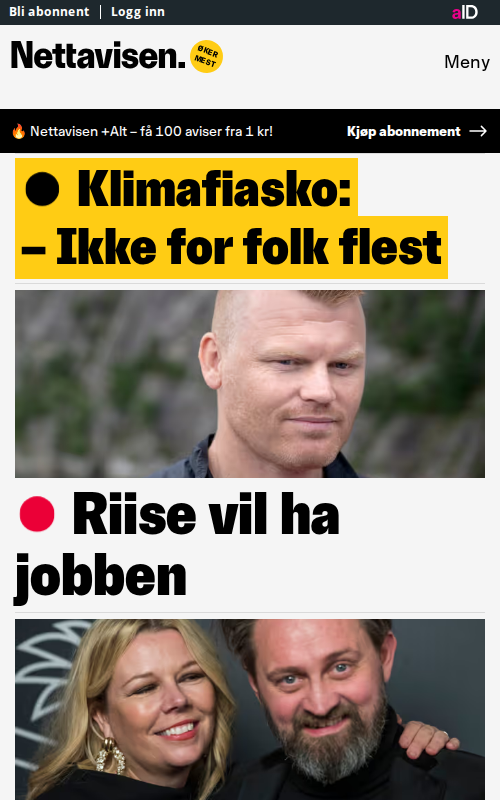 Bli abonnent | Logg inn
aID
Nettavisen.
ØKER
MEST
Meny
🔥 Nettavisen +Alt – få 100 aviser fra 1 kr!
Kjøp abonnement →
Klimafiasko:
– Ikke for folk flest
Riise vil ha
jobben